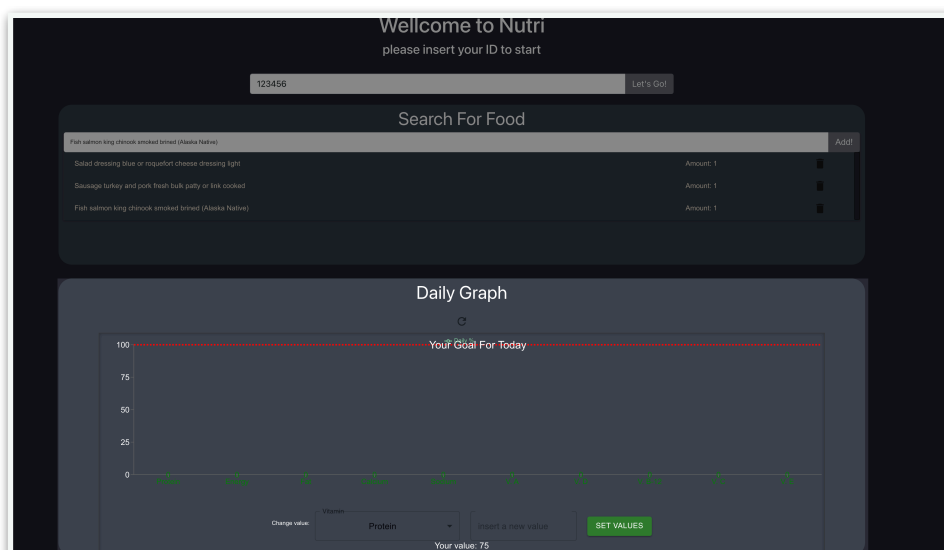 Wellcome to Nutri
please insert your ID to start
123456 Let's Go!
Search For Food
Fish salmon king chinook smoked brined (Alaska Native) Add!
Salad dressing blue or roquefort cheese dressing light Amount: 1
Sausage turkey and pork fresh bulk patty or link cooked Amount: 1
Fish salmon king chinook smoked brined (Alaska Native) Amount: 1
Daily Graph
Your Goal For Today
100
75
50
25
0
Vitamin
Change value: Protein Insert a new value SET VALUES
Your value: 75